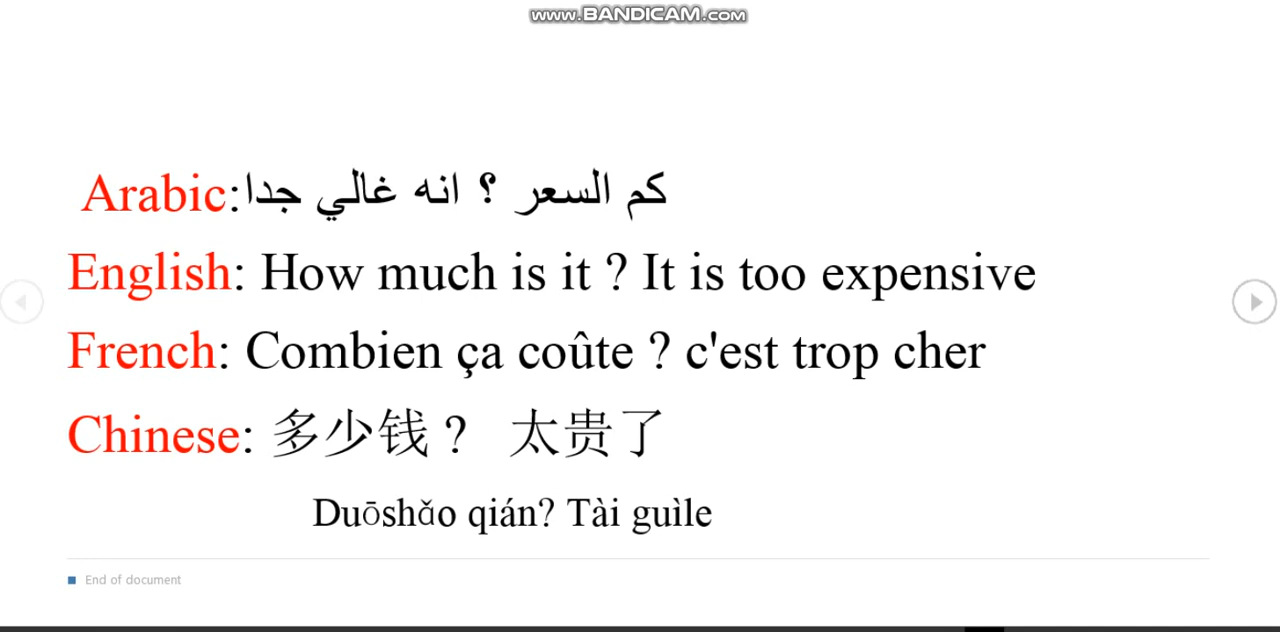 www.BANDICAM.com
Arabic:كم السعر ؟ انه غالي جدا
English: How much is it ? It is too expensive
French: Combien ça coûte ? c'est trop cher
Chinese: 多少钱？ 太贵了
Duōshǎo qián? Tài guìle
End of document